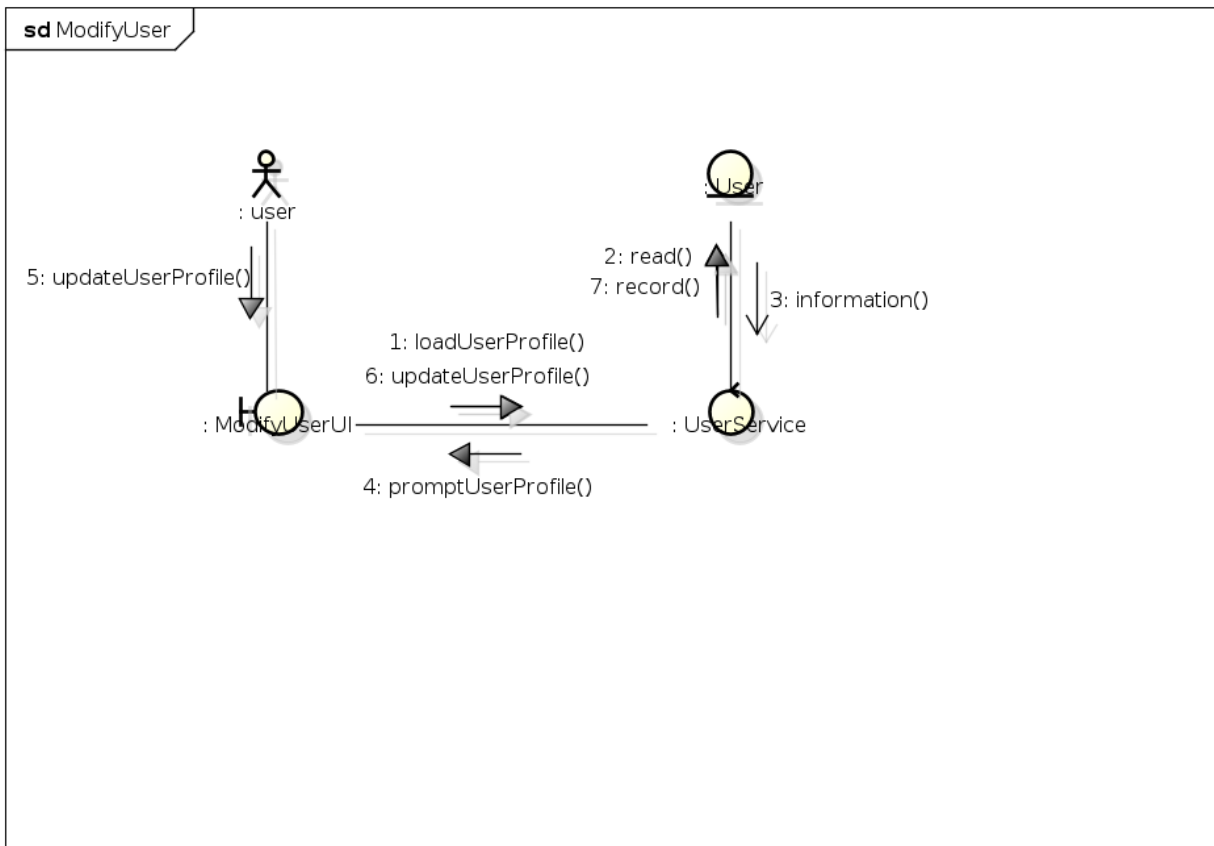 sd ModifyUser
: user
: User
5: updateUserProfile()
2: read()
7: record()
3: information()
1: loadUserProfile()
6: updateUserProfile()
: ModifyUserUI
: UserService
4: promptUserProfile()